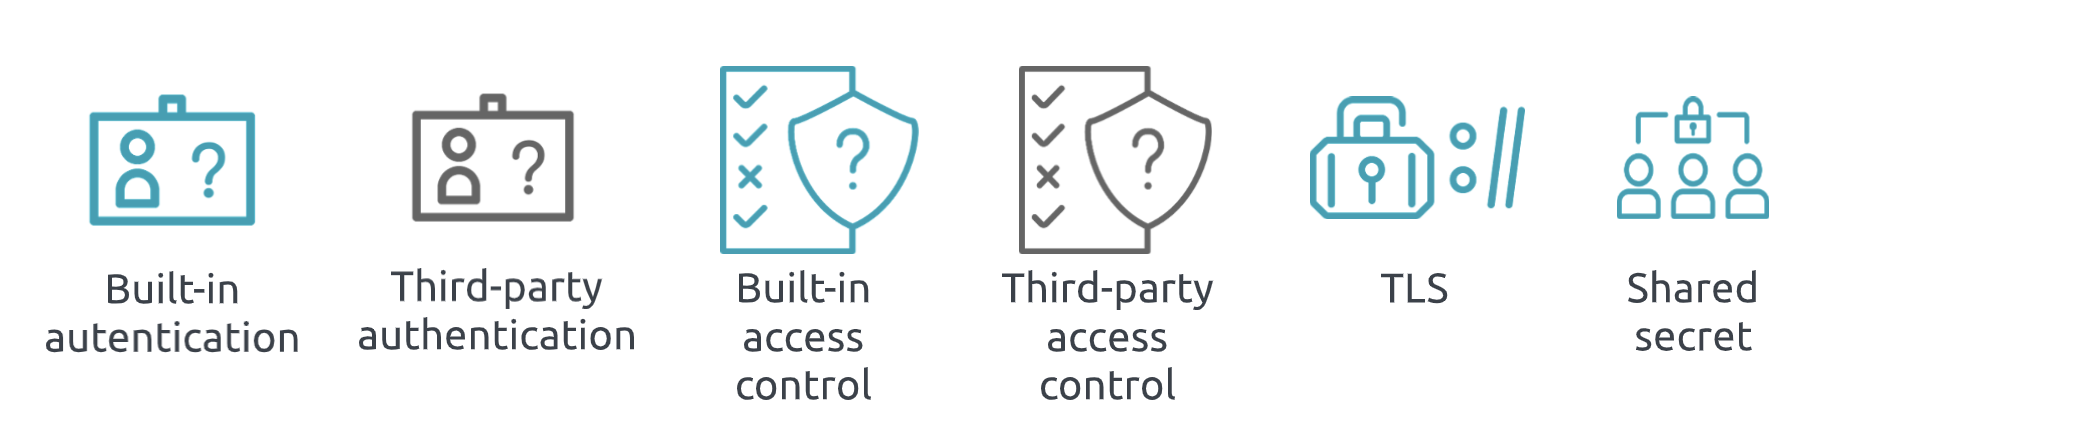 Built-in
autentication
Third-party
authentication
Built-in
access
control
Third-party
access
control
TLS
Shared
secret